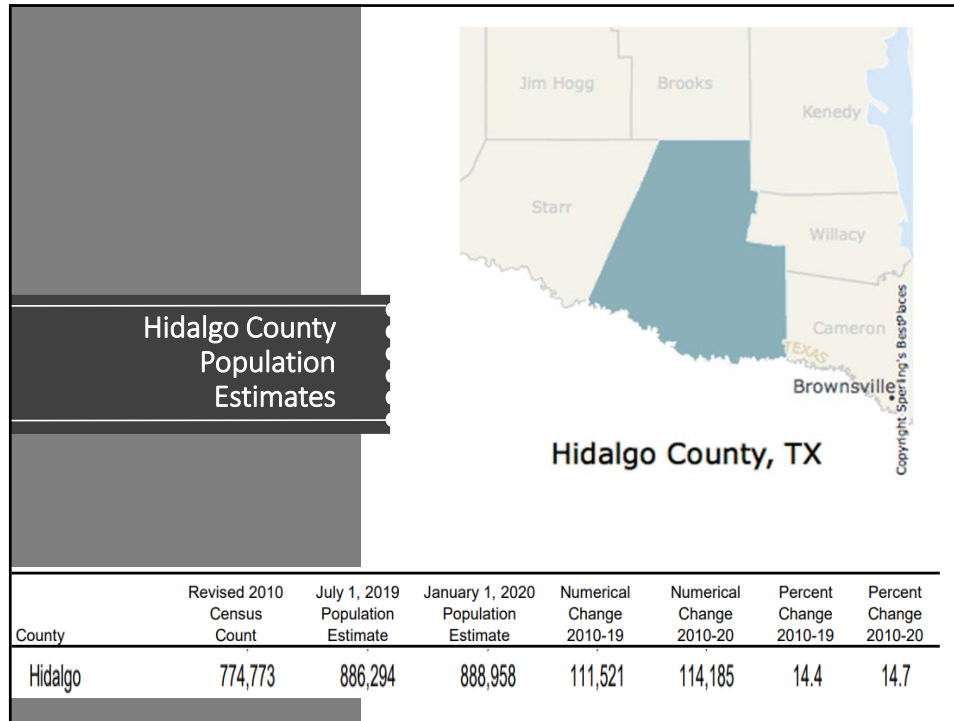 Jim Hogg
Brooks
Kenedy
Starr
Willacy
Cameron
TEXAS
Brownsville
Copyright Sperling's BestPlaces
Hidalgo County, TX
Hidalgo County
Population
Estimates
Revised 2010 July 1, 2019 January 1, 2020 Numerical Numerical Percent Percent
Census Population Population Change Change Change Change
County Count Estimate Estimate 2010-19 2010-20 2010-19 2010-20
Hidalgo 774,773 886,294 888,958 111,521 114,185 14.4 14.7